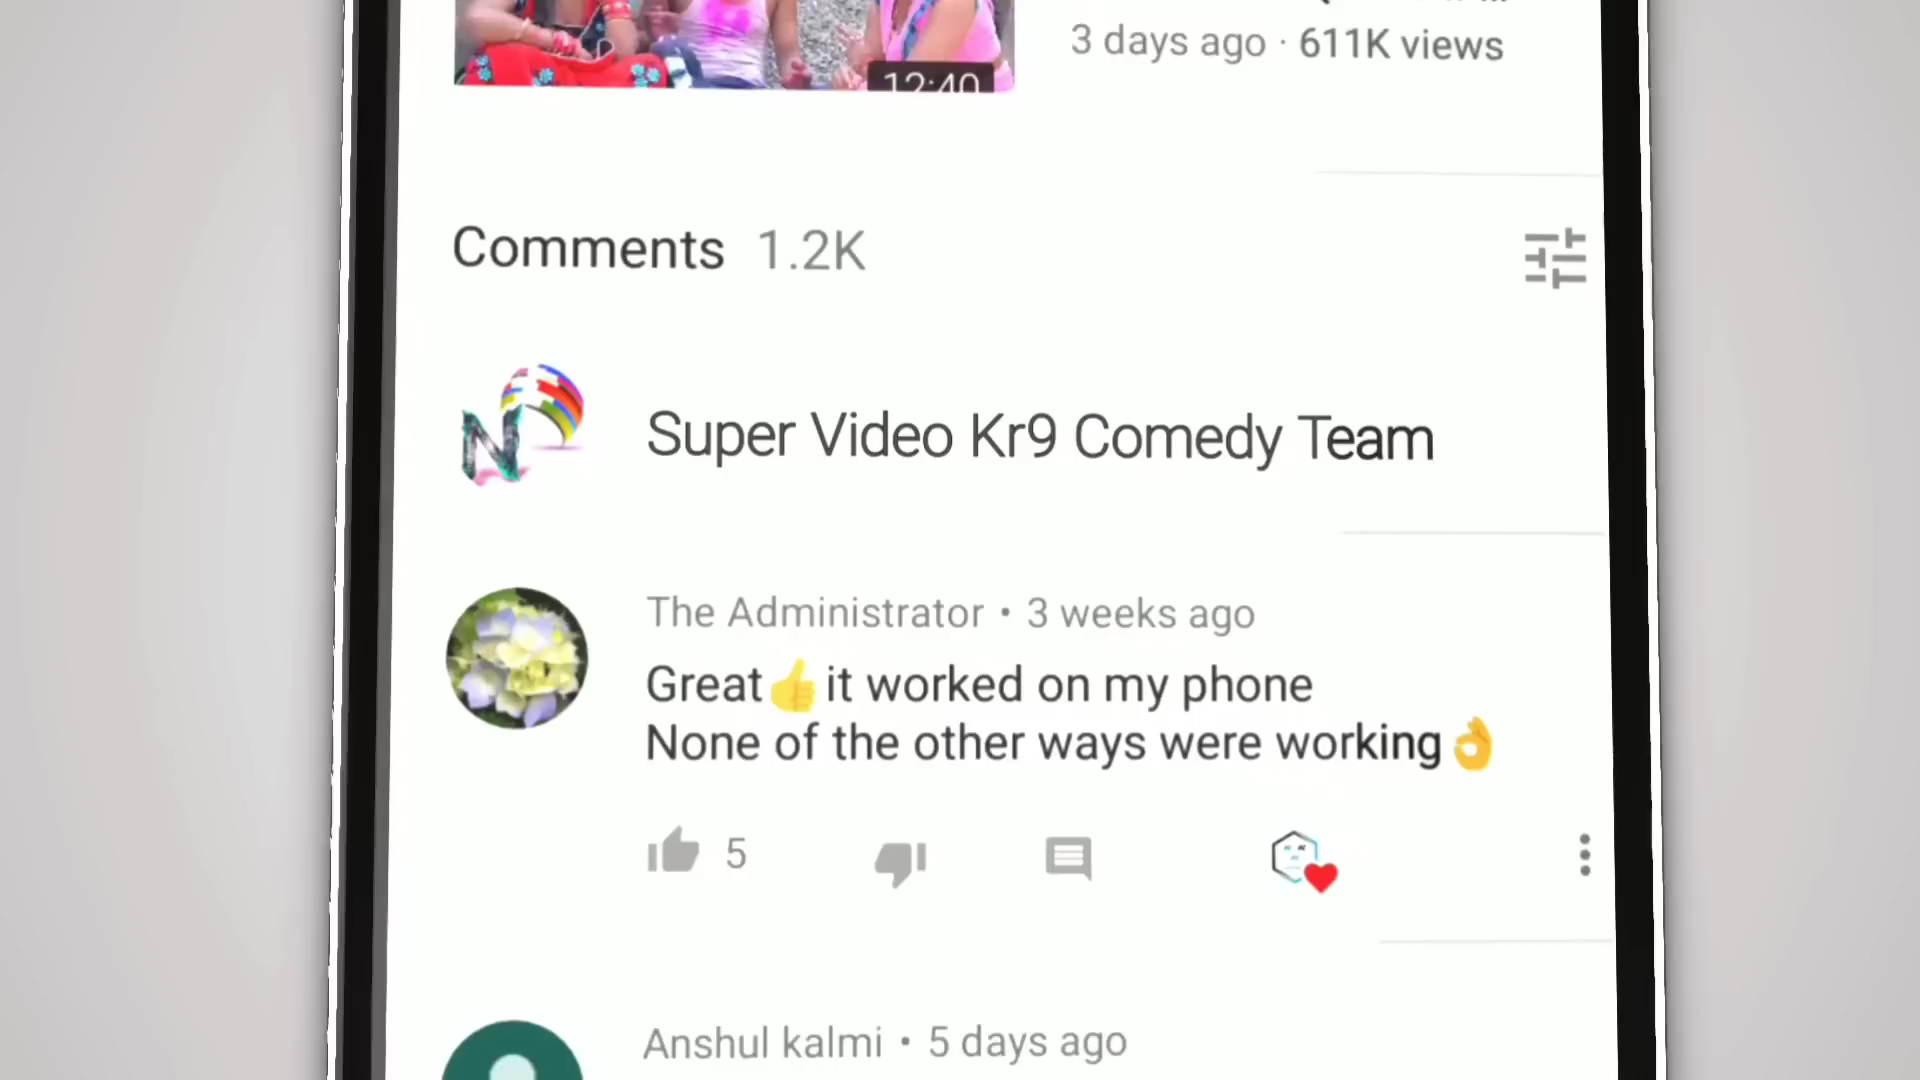 3 days ago · 611K views
12:40
Comments 1.2K
N
Super Video Kr9 Comedy Team
The Administrator • 3 weeks ago
Great👍it worked on my phone
None of the other ways were working👌
5
Anshul kalmi • 5 days ago